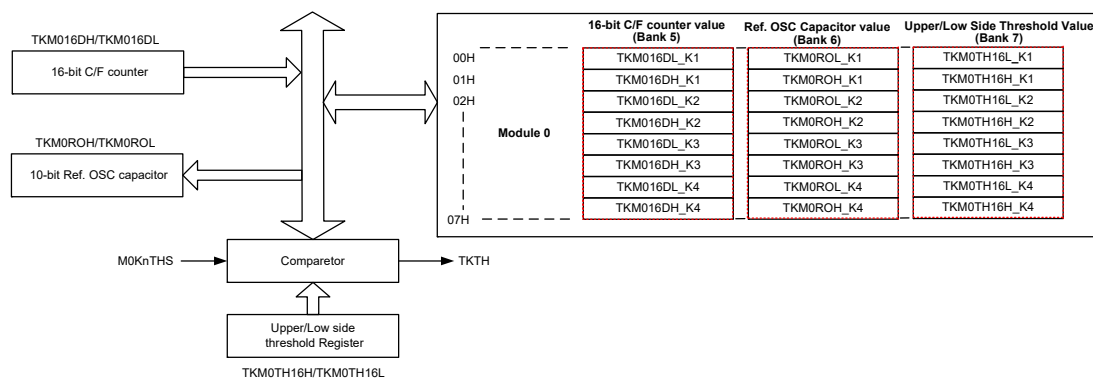 TKM016DH/TKM016DL
16-bit C/F counter
TKM0ROH/TKM0ROL
10-bit Ref. OSC capacitor
M0KnTHS
Comparetor
TKTH
Upper/Low side
threshold Register
TKM0TH16H/TKM0TH16L
16-bit C/F counter value
(Bank 5)
Ref. OSC Capacitor value
(Bank 6)
Upper/Low Side Threshold Value
(Bank 7)
00H
01H
02H
07H
Module 0
TKM016DL_K1
TKM0ROL_K1
TKM0TH16L_K1
TKM016DH_K1
TKM0ROH_K1
TKM0TH16H_K1
TKM016DL_K2
TKM0ROL_K2
TKM0TH16L_K2
TKM016DH_K2
TKM0ROH_K2
TKM0TH16H_K2
TKM016DL_K3
TKM0ROL_K3
TKM0TH16L_K3
TKM016DH_K3
TKM0ROH_K3
TKM0TH16H_K3
TKM016DL_K4
TKM0ROL_K4
TKM0TH16L_K4
TKM016DH_K4
TKM0ROH_K4
TKM0TH16H_K4